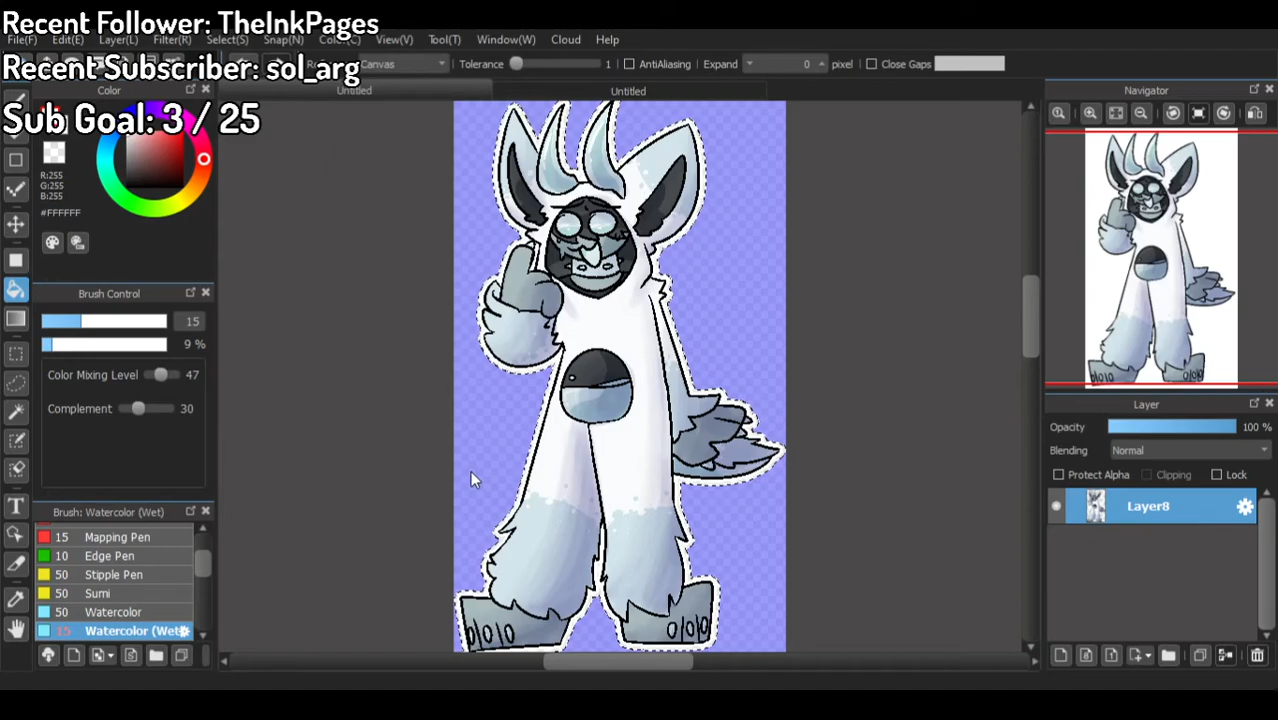 Recent Follower: TheInkPages
File(F) Edit(E) Layer(L) Filter(R) Select(S) Snap(N) View(V) Tool(T) Window(W) Cloud Help
Recent Subscriber: sol_arg
Canvas Tolerance 1 AntiAliasing Expand 0 pixel Close Gaps
Untitled Untitled
Sub Goal: 3 / 25
Color
R:255
G:255
B:255
#FFFFFF
Brush Control
15
9 %
Color Mixing Level 47
Complement 30
Brush: Watercolor (Wet)
15 Mapping Pen
10 Edge Pen
50 Stipple Pen
50 Sumi
50 Watercolor
15 Watercolor (Wet
Navigator
Layer
Opacity 100 %
Blending Normal
Protect Alpha Clipping Lock
Layer8